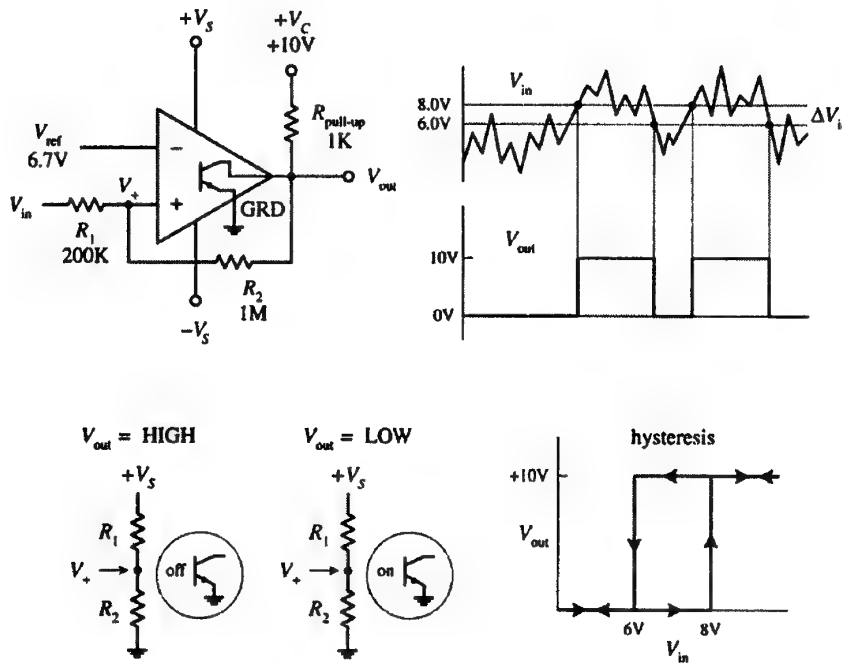 +V_S
+V_C
+10V
R_pull-up
1K
V_ref
6.7V
−
V_+
+
GRD
V_out
V_in
R_1
200K
R_2
1M
−V_S
V_in
8.0V
6.0V
ΔV_i
V_out
10V
0V
V_out = HIGH
+V_S
R_1
V_+
off
R_2
V_out = LOW
+V_S
R_1
V_+
on
R_2
hysteresis
+10V
V_out
6V
8V
V_in